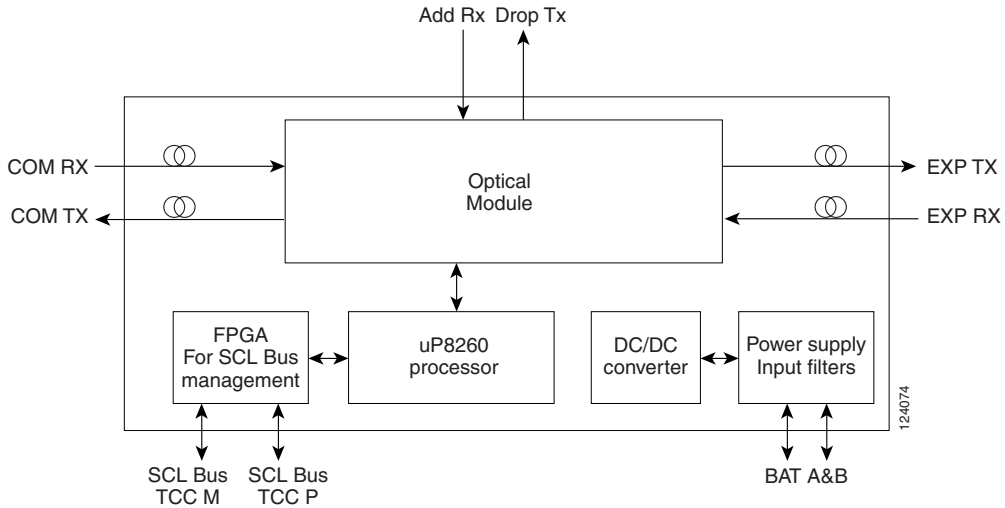 Add Rx Drop Tx
COM RX
EXP TX
Optical
Module
COM TX
EXP RX
FPGA
For SCL Bus
management
uP8260
processor
DC/DC
converter
Power supply
Input filters
124074
SCL Bus
TCC M
SCL Bus
TCC P
BAT A&B